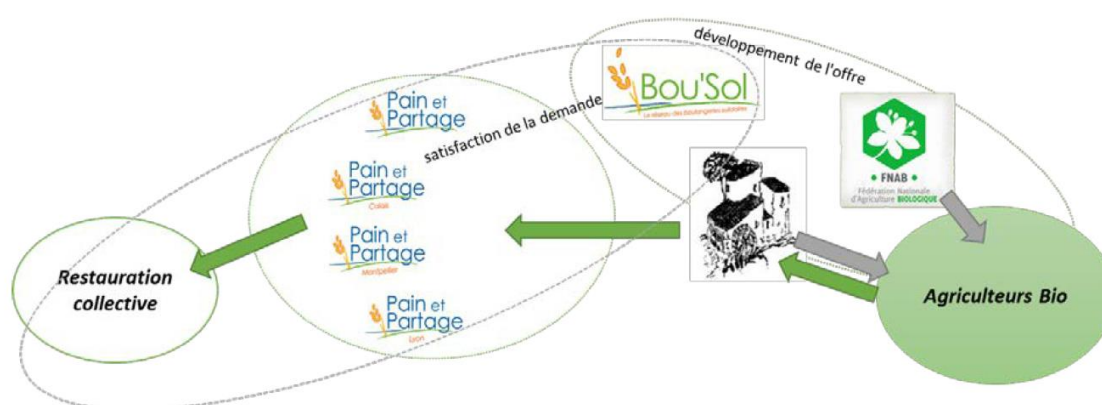 développement de l'offre
Bou'Sol
Le réseau des boulangeries solidaires
satisfaction de la demande
Pain et
Partage
Pain et
Partage
Calais
Pain et
Partage
Montpellier
Pain et
Partage
Lyon
• FNAB •
Fédération Nationale
d'Agriculture BIOLOGIQUE
Restauration
collective
Agriculteurs Bio